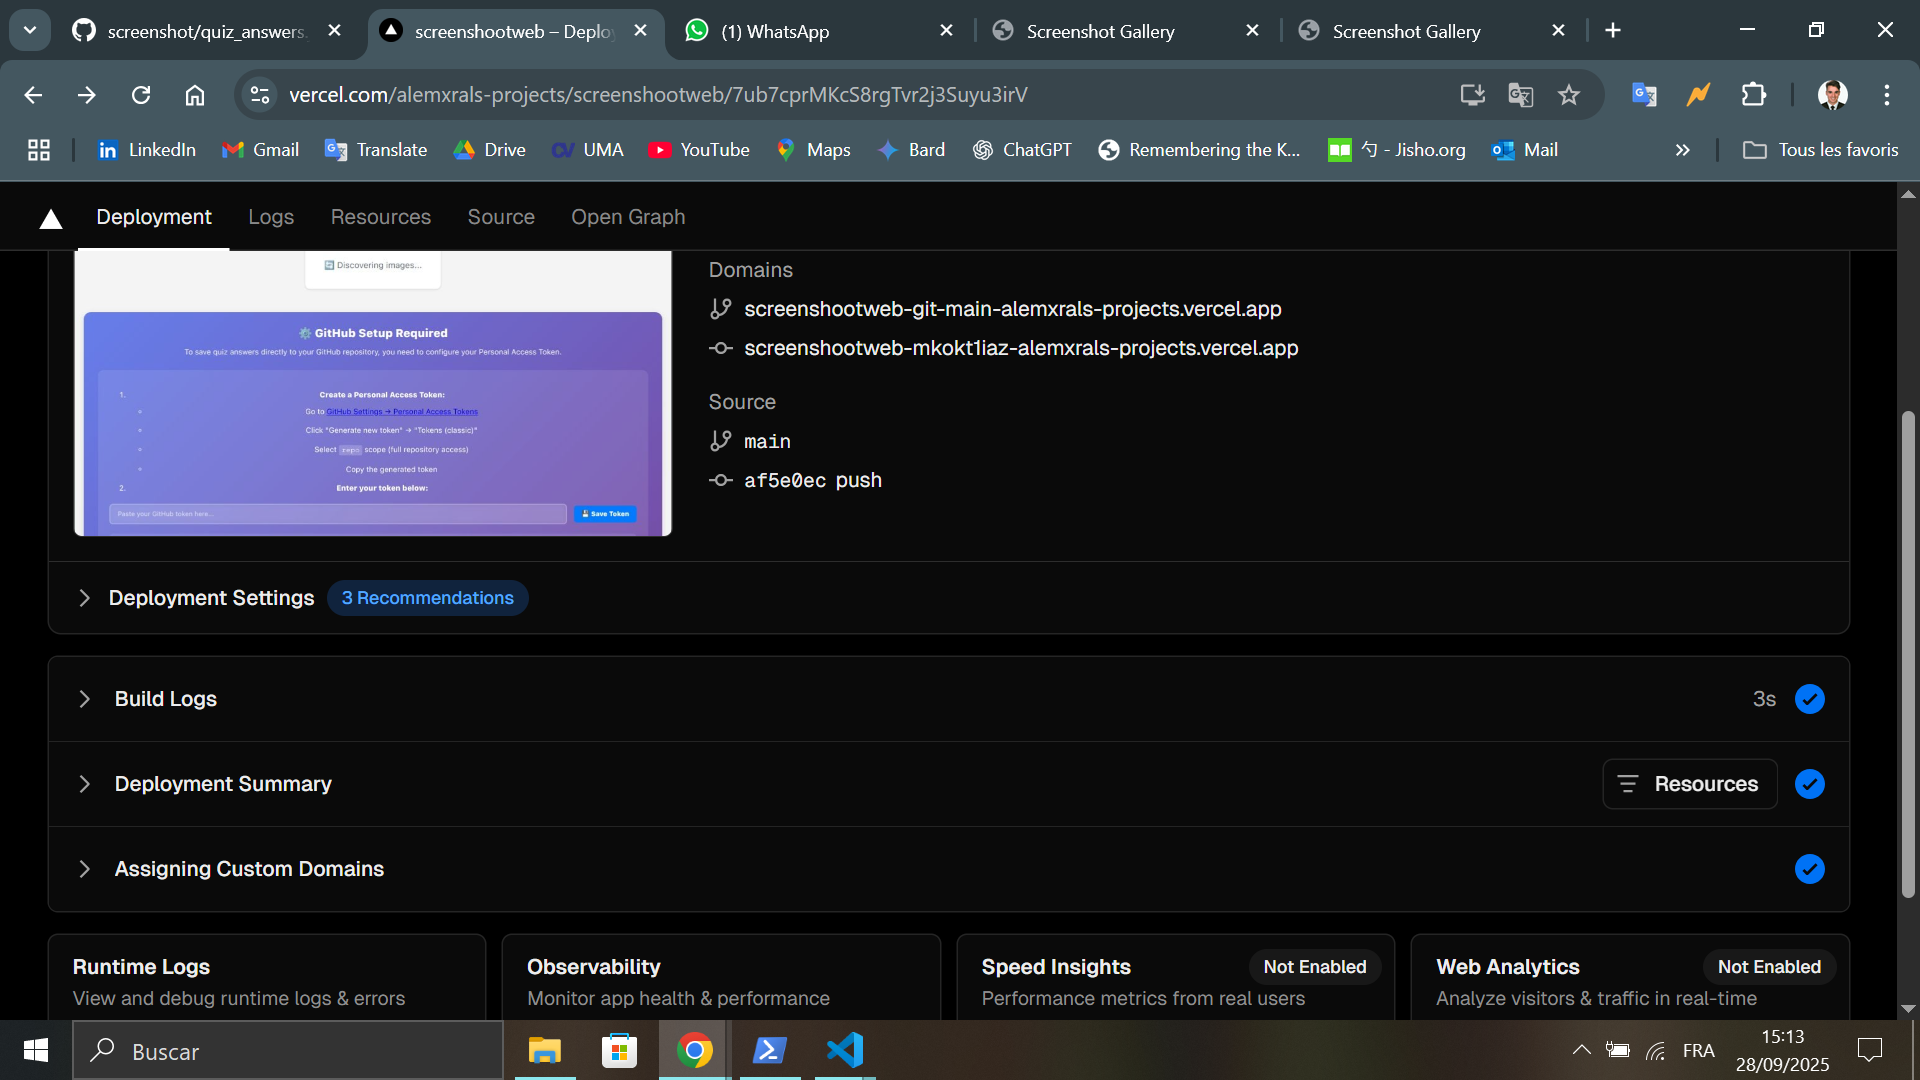 screenshot/quiz_answers.
screenshootweb – Deploy
(1) WhatsApp
Screenshot Gallery
Screenshot Gallery
vercel.com/alemxrals-projects/screenshootweb/7ub7cprMKcS8rgTvr2j3Suyu3irV
LinkedIn
Gmail
Translate
Drive
UMA
YouTube
Maps
Bard
ChatGPT
Remembering the K...
勺 - Jisho.org
Mail
Tous les favoris
Deployment
Logs
Resources
Source
Open Graph
Discovering images...
GitHub Setup Required
To save quiz answers directly to your GitHub repository, you need to configure your Personal Access Token.
1.
Create a Personal Access Token:
Go to GitHub Settings → Personal Access Tokens
Click "Generate new token" → "Tokens (classic)"
Select repo scope (full repository access)
Copy the generated token
2.
Enter your token below:
Paste your GitHub token here...
Save Token
Domains
screenshootweb-git-main-alemxrals-projects.vercel.app
screenshootweb-mkokt1iaz-alemxrals-projects.vercel.app
Source
main
af5e0ec push
Deployment Settings
3 Recommendations
Build Logs
3s
Deployment Summary
Resources
Assigning Custom Domains
Runtime Logs
View and debug runtime logs & errors
Observability
Monitor app health & performance
Speed Insights
Not Enabled
Performance metrics from real users
Web Analytics
Not Enabled
Analyze visitors & traffic in real-time
Buscar
FRA
15:13
28/09/2025